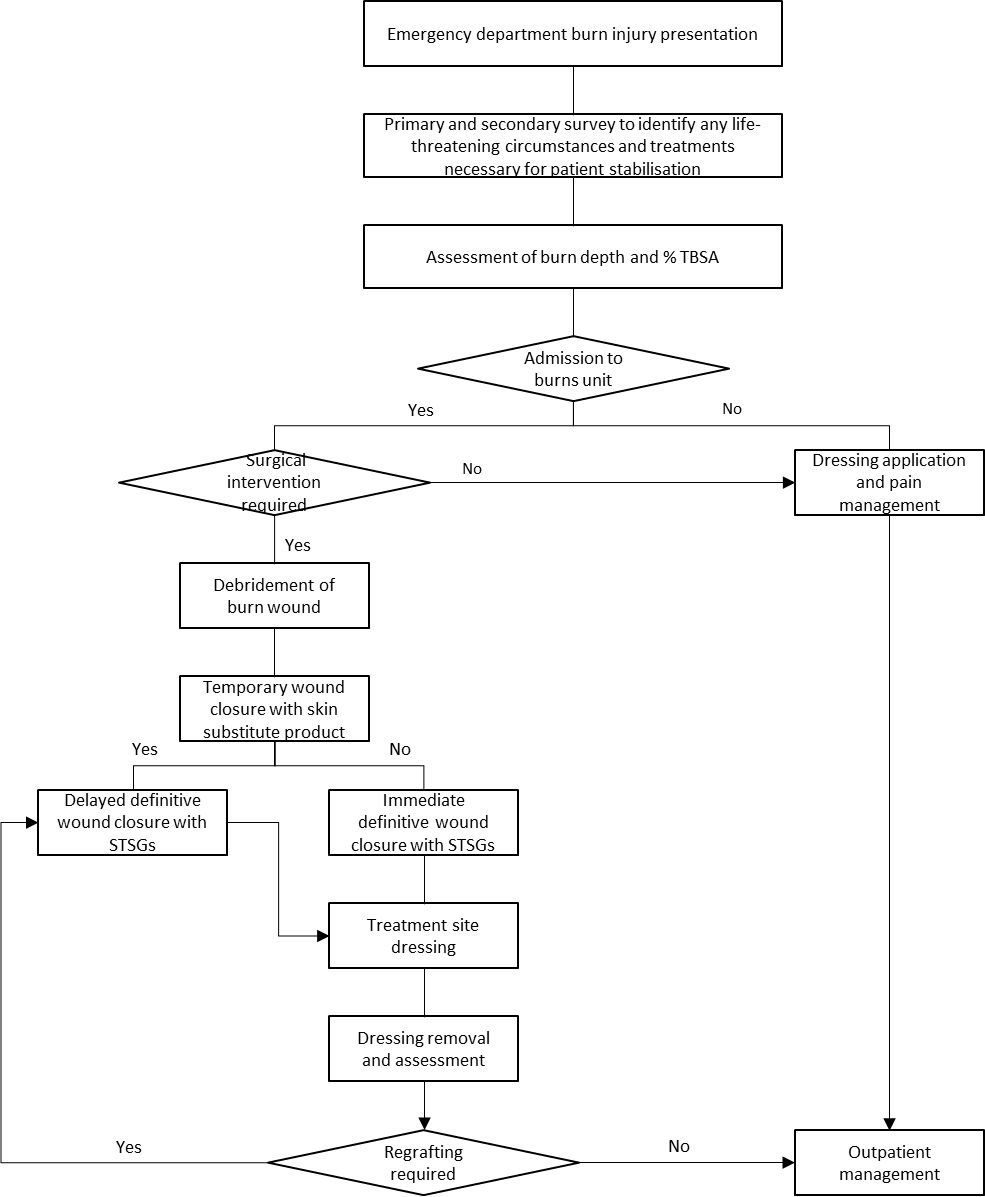 Emergency department burn injury presentation
Primary and secondary survey to identify any life-
threatening circumstances and treatments
necessary for patient stabilisation
Assessment of burn depth and % TBSA
Admission to
burns unit
Yes
No
Surgical
intervention
required
No
Dressing application
and pain
management
Yes
Debridement of
burn wound
Temporary wound
closure with skin
substitute product
Yes
No
Delayed definitive
wound closure with
STSGs
Immediate
definitive wound
closure with STSGs
Treatment site
dressing
Dressing removal
and assessment
Regrafting
required
Yes
No
Outpatient
management